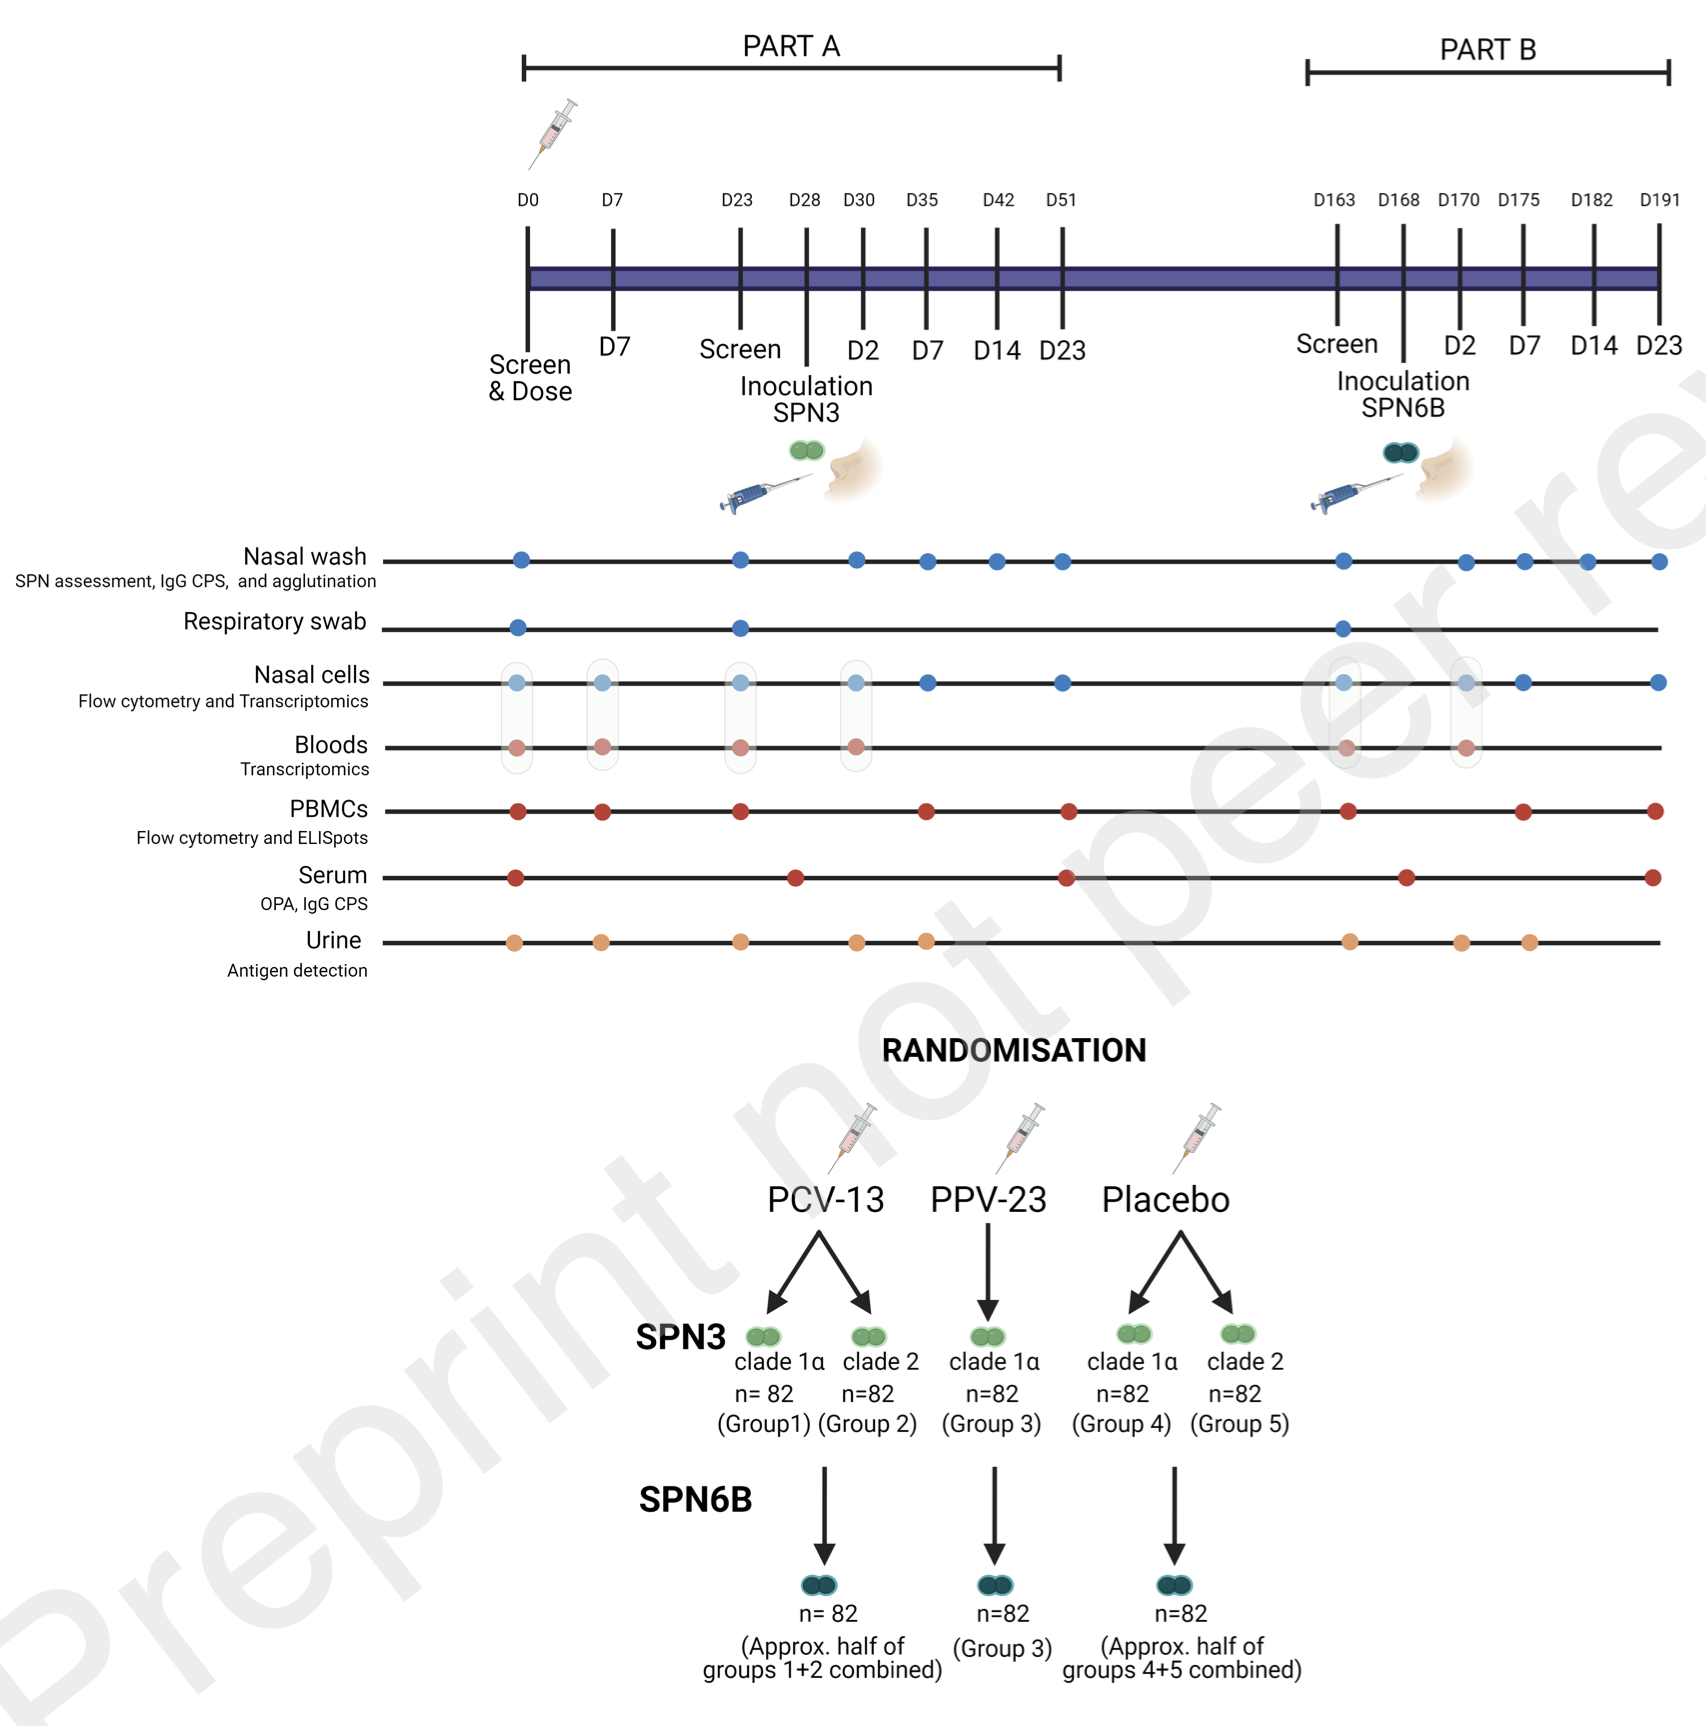 PART A
PART B
D0 D7 D23 D28 D30 D35 D42 D51 D163 D168 D170 D175 D182 D191
Screen
& Dose
D7
Screen
Inoculation
SPN3
D2 D7 D14 D23
Screen
Inoculation
SPN6B
D2 D7 D14 D23
Nasal wash
SPN assessment, IgG CPS, and agglutination
Respiratory swab
Nasal cells
Flow cytometry and Transcriptomics
Bloods
Transcriptomics
PBMCs
Flow cytometry and ELISpots
Serum
OPA, IgG CPS
Urine
Antigen detection
RANDOMISATION
PCV-13 PPV-23 Placebo
SPN3
clade 1α clade 2 clade 1α clade 1α clade 2
n= 82 n=82 n=82 n=82 n=82
(Group1) (Group 2) (Group 3) (Group 4) (Group 5)
SPN6B
n= 82 n=82 n=82
(Approx. half of
groups 1+2 combined)
(Group 3)
(Approx. half of
groups 4+5 combined)
Preprint not peer re